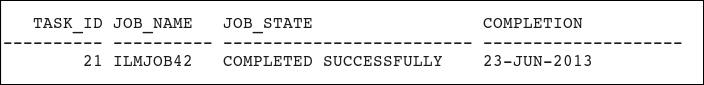 TASK_ID JOB_NAME JOB_STATE COMPLETION
---------- ---------- ------------------------- --------------------
21 ILMJOB42 COMPLETED SUCCESSFULLY 23-JUN-2013